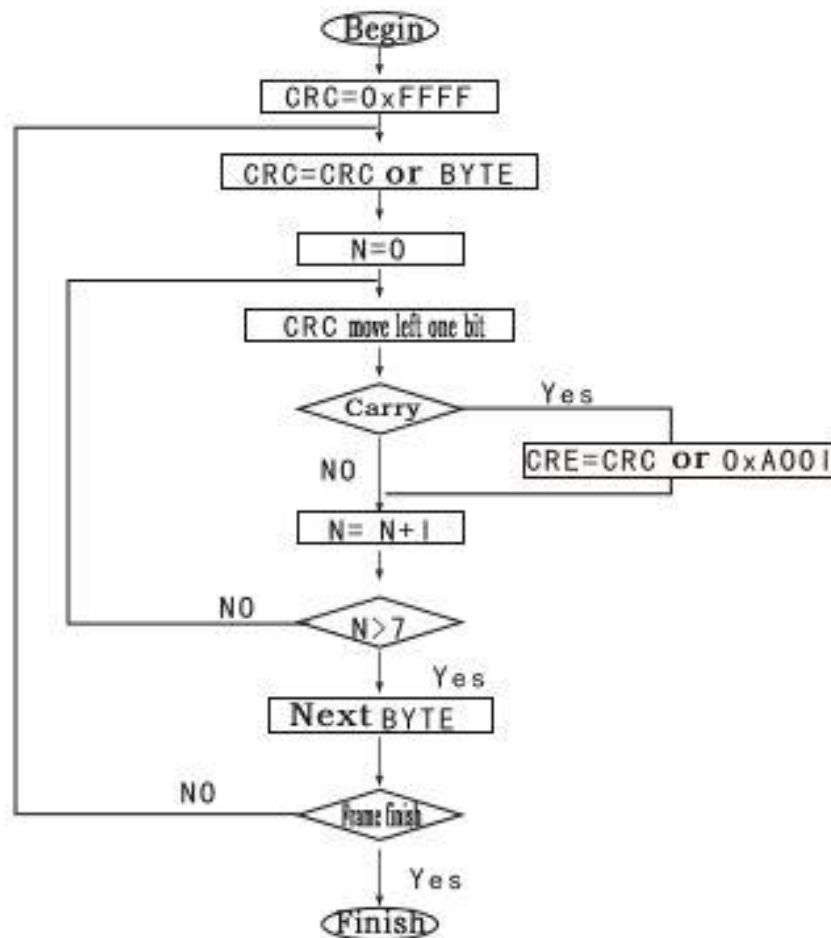 Begin
CRC=0xFFFF
CRC=CRC or BYTE
N=0
CRC move left one bit
Carry
Yes
CRE=CRC or 0xA001
NO
N= N+1
NO
N>7
Yes
Next BYTE
NO
Frame finish
Yes
Finish